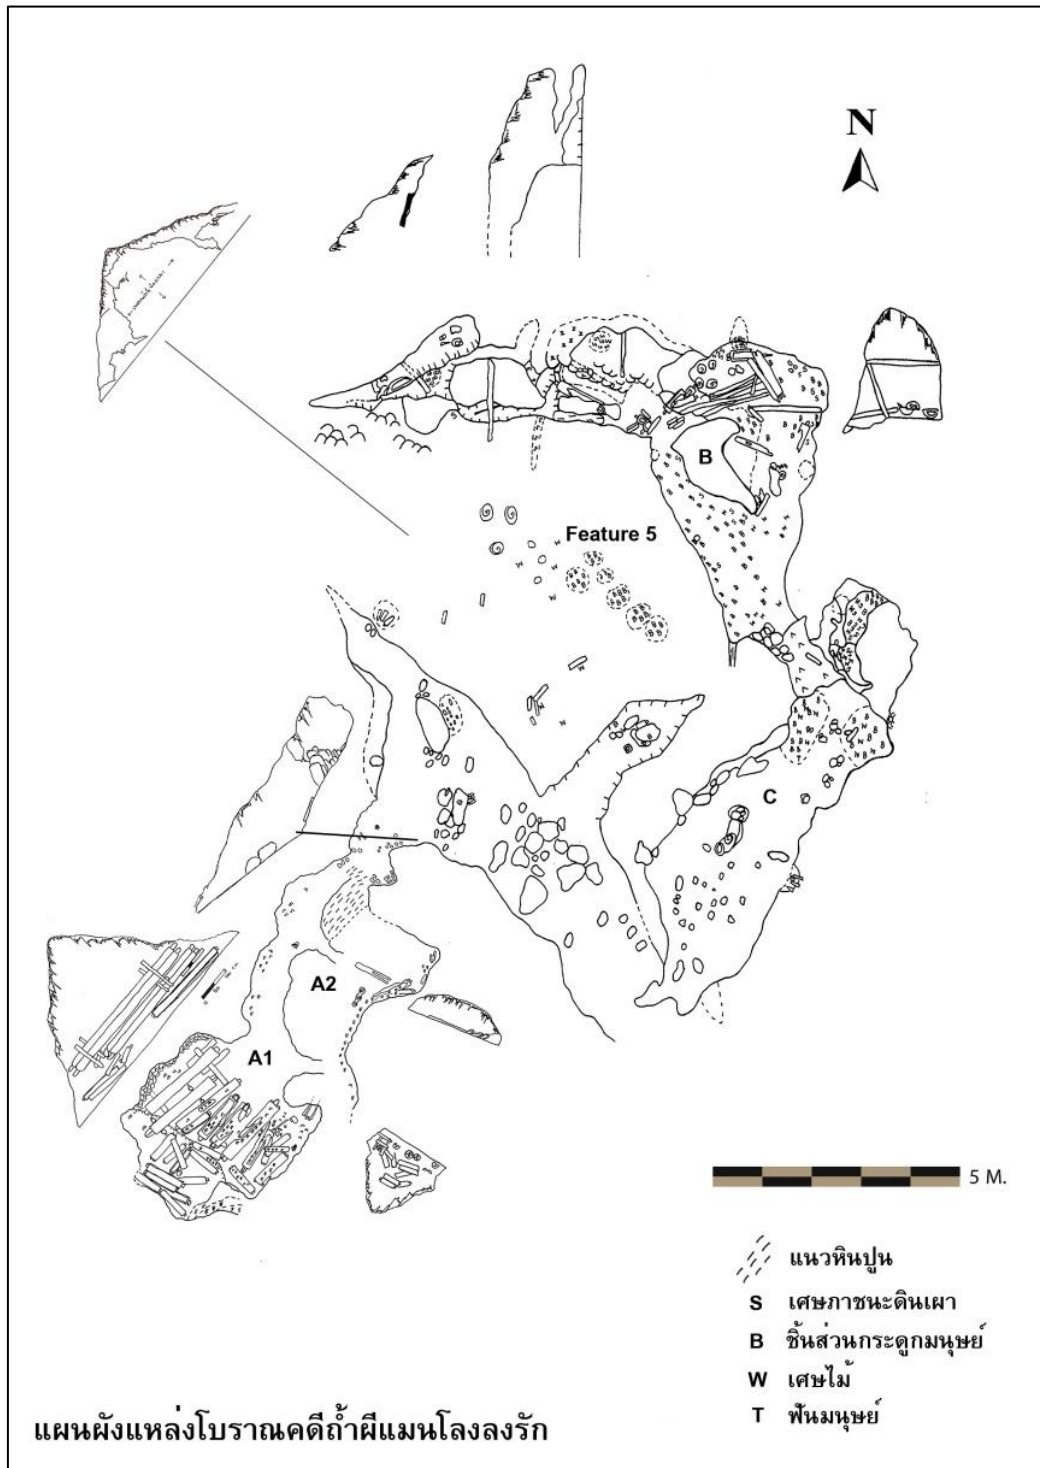 N
B
Feature 5
C
A2
A1
5 M.
แนวหินปูน
S เศษภาชนะดินเผา
B ชิ้นส่วนกระดูกมนุษย์
W เศษไม้
T ฟันมนุษย์
แผนผังแหล่งโบราณคดีถ้ำผีแมนโลงลงรัก